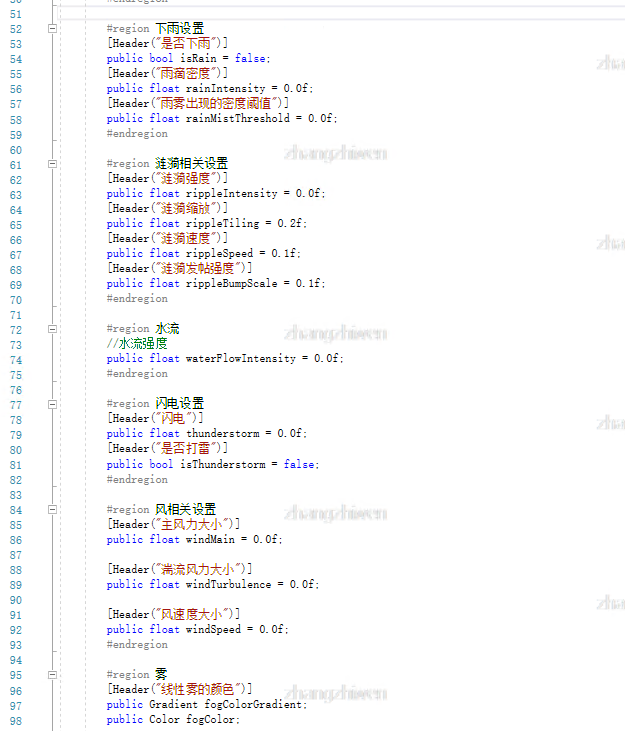 #endregion
51
52 #region 下雨设置
53 [Header("是否下雨")]
54 public bool isRain = false;
55 [Header("雨滴密度")]
56 public float rainIntensity = 0.0f;
57 [Header("雨雾出现的密度阈值")]
58 public float rainMistThreshold = 0.0f;
59 #endregion
60
61 #region 涟漪相关设置
62 [Header("涟漪强度")]
63 public float rippleIntensity = 0.0f;
64 [Header("涟漪缩放")]
65 public float rippleTiling = 0.2f;
66 [Header("涟漪速度")]
67 public float rippleSpeed = 0.1f;
68 [Header("涟漪发帖强度")]
69 public float rippleBumpScale = 0.1f;
70 #endregion
71
72 #region 水流
73 //水流强度
74 public float waterFlowIntensity = 0.0f;
75 #endregion
76
77 #region 闪电设置
78 [Header("闪电")]
79 public float thunderstorm = 0.0f;
80 [Header("是否打雷")]
81 public bool isThunderstorm = false;
82 #endregion
83
84 #region 风相关设置
85 [Header("主风力大小")]
86 public float windMain = 0.0f;
87
88 [Header("湍流风力大小")]
89 public float windTurbulence = 0.0f;
90
91 [Header("风速度大小")]
92 public float windSpeed = 0.0f;
93 #endregion
94
95 #region 雾
96 [Header("线性雾的颜色")]
97 public Gradient fogColorGradient;
98 public Color fogColor;
zhangzhiwen
zhangzhiwen
zhangzhiwen
zhangzhiwen